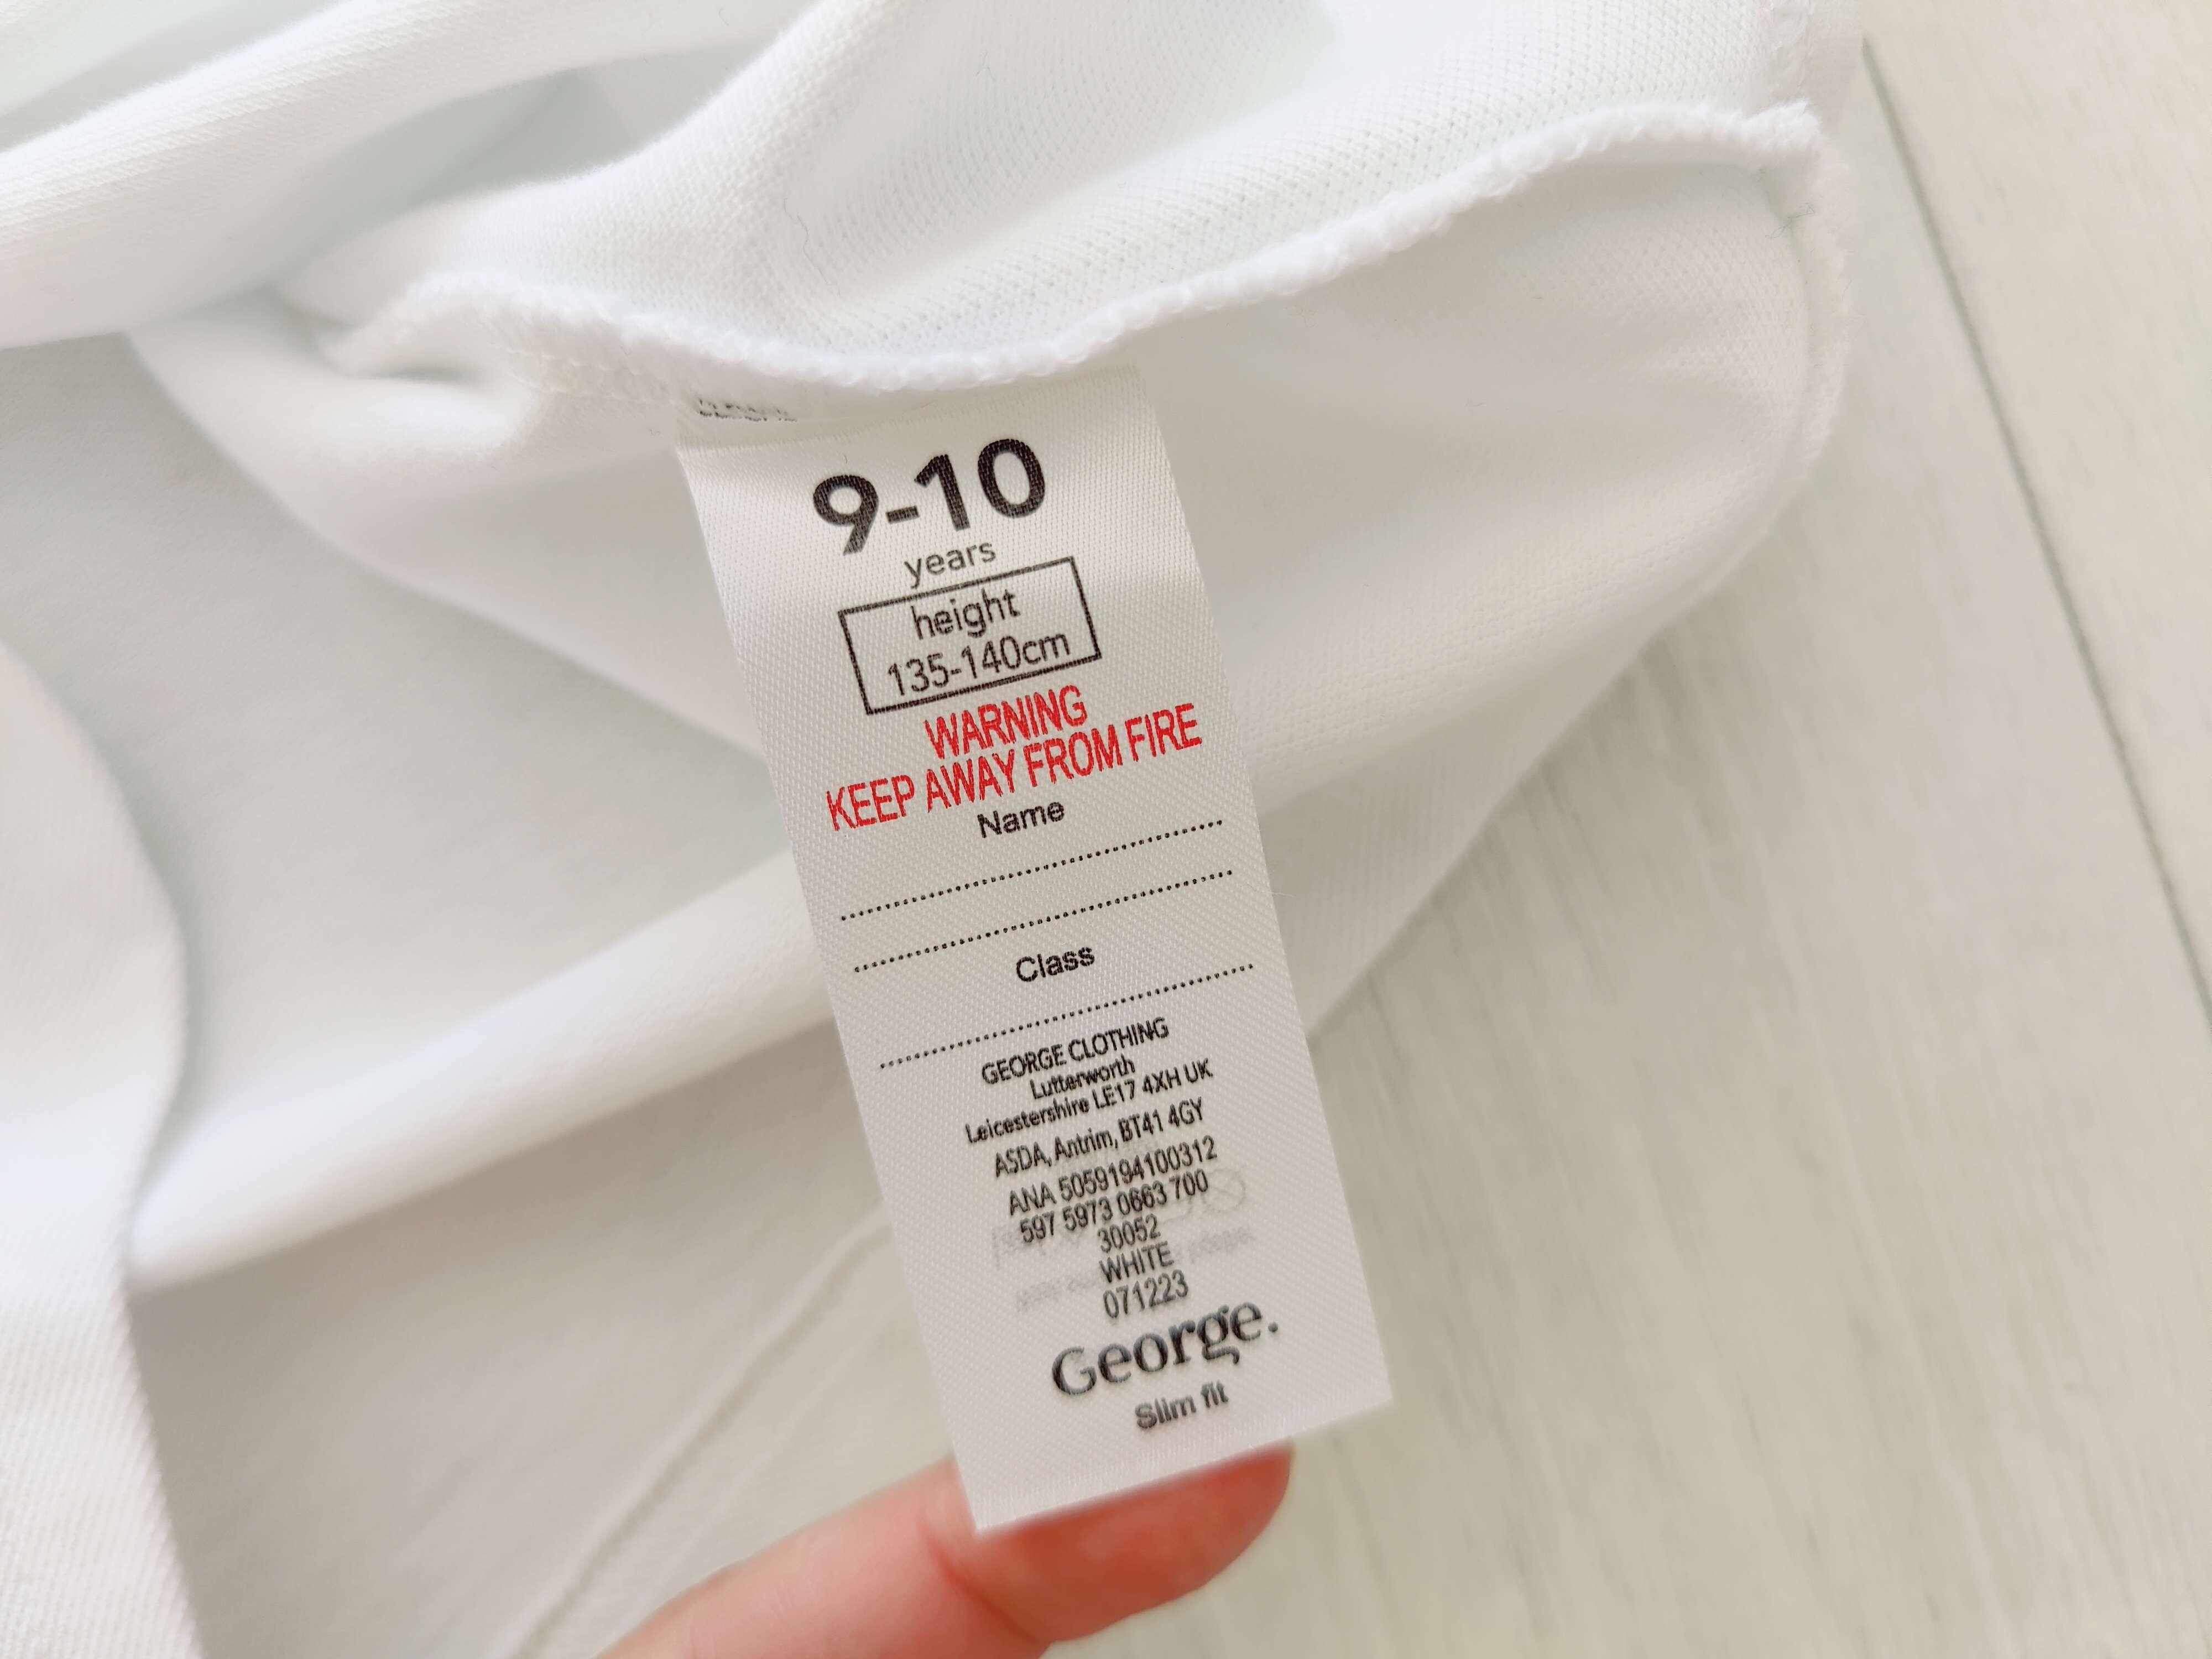 9-10
years
height
135-140cm
WARNING
KEEP AWAY FROM FIRE
Name
Class
GEORGE CLOTHING
Lutterworth
Leicestershire LE17 4XH UK
ASDA, Antrim, BT41 4GY
ANA 5059194100312
597 5973 0663 700
30052
WHITE
071223
George.
Slim fit